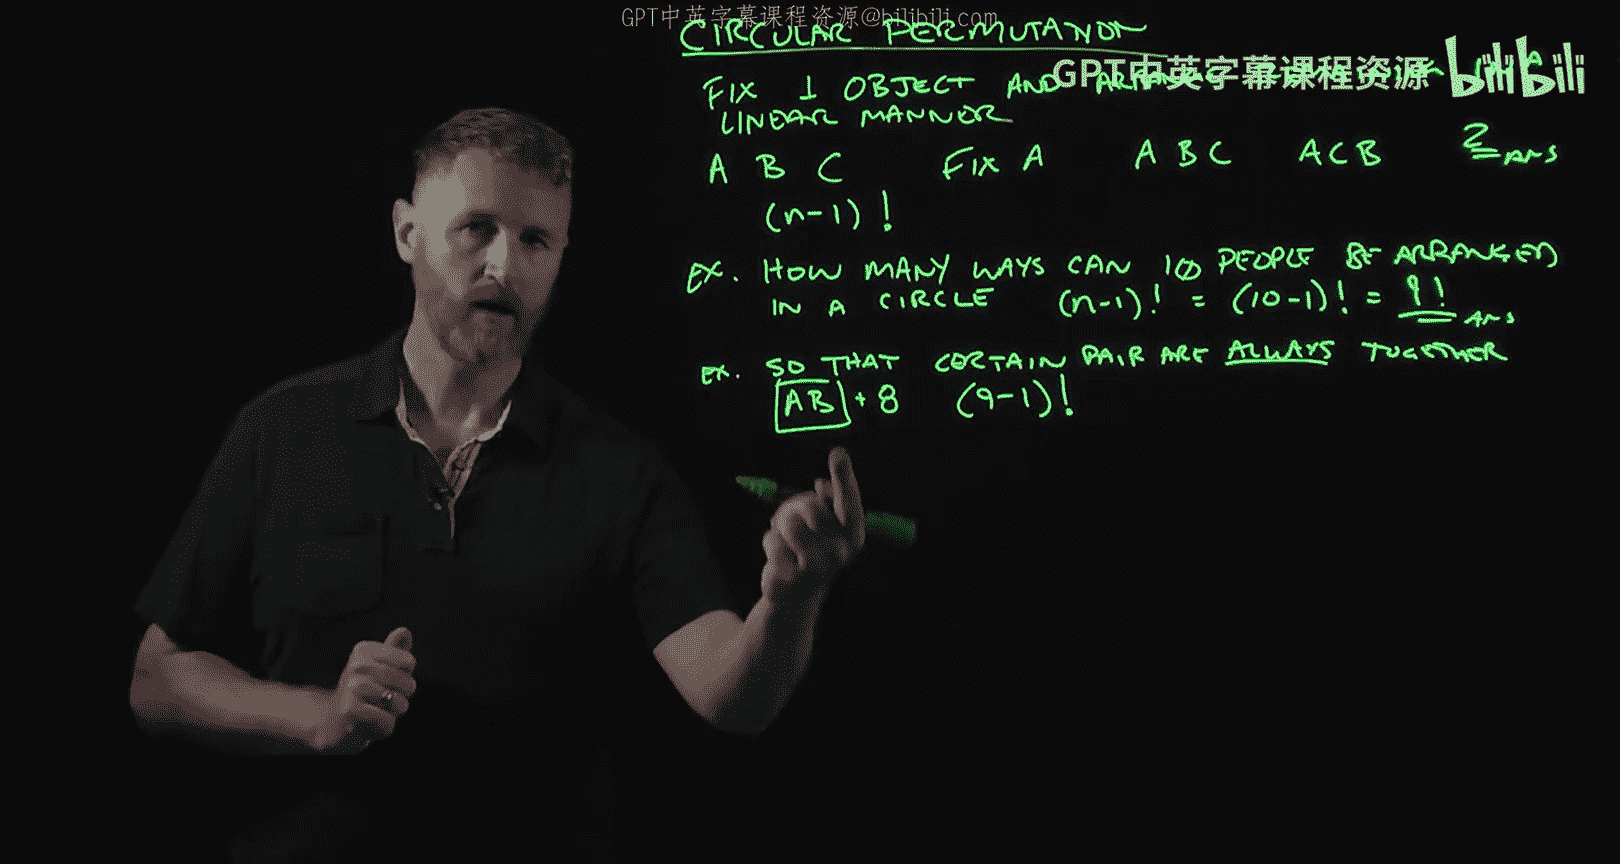 GPT中英字幕课程资源@bilibili.com
CIRCULAR PERMUTATION
GPT中英字幕课程资源 bilibili
FIX 1 OBJECT AND
LINEAR MANNER
A B C FIX A A B C A C B 2 ANS
(n-1)!
EX. HOW MANY WAYS CAN 10 PEOPLE BE ARRANGED
IN A CIRCLE (n-1)! = (10-1)! = 9! ANS
EX. SO THAT CERTAIN PAIR ARE ALWAYS TOGETHER
AB + 8 (9-1)!